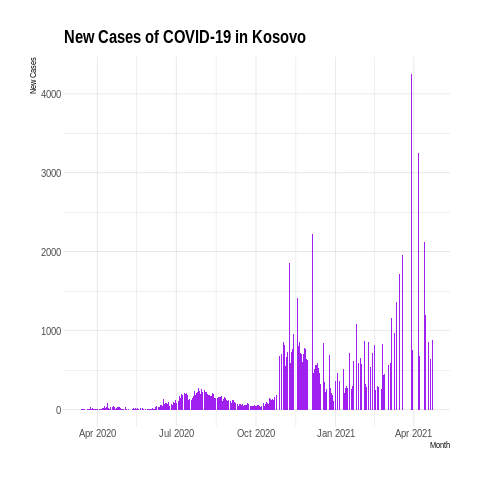 New Cases of COVID-19 in Kosovo
New Cases
4000
3000
2000
1000
0
Apr 2020 Jul 2020 Oct 2020 Jan 2021 Apr 2021
Month